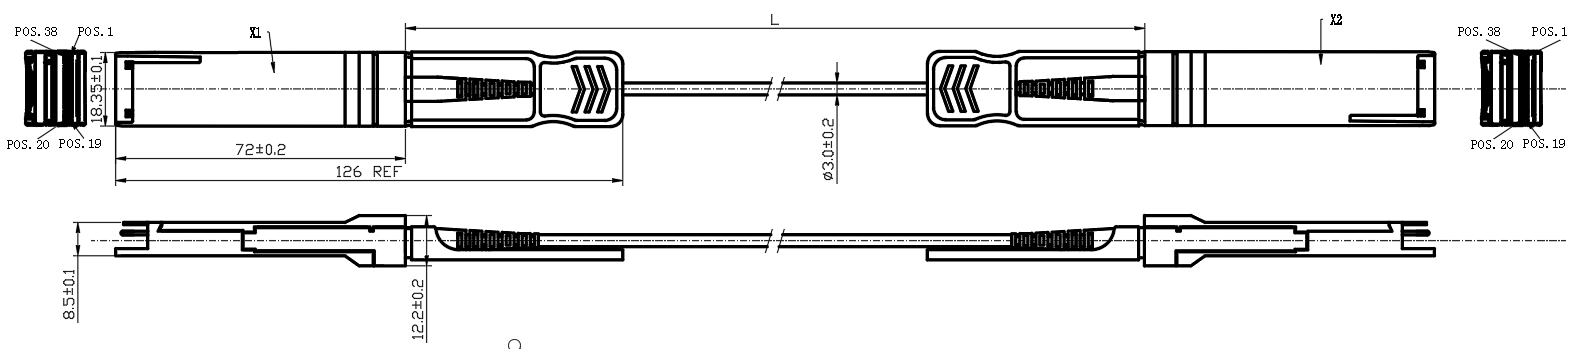 L
POS.38
POS.1
X1
X2
POS.38
POS.1
18.35±0.1
POS.20
POS.19
72±0.2
126 REF
ø3.0±0.2
POS.20
POS.19
8.5±0.1
12.2±0.2